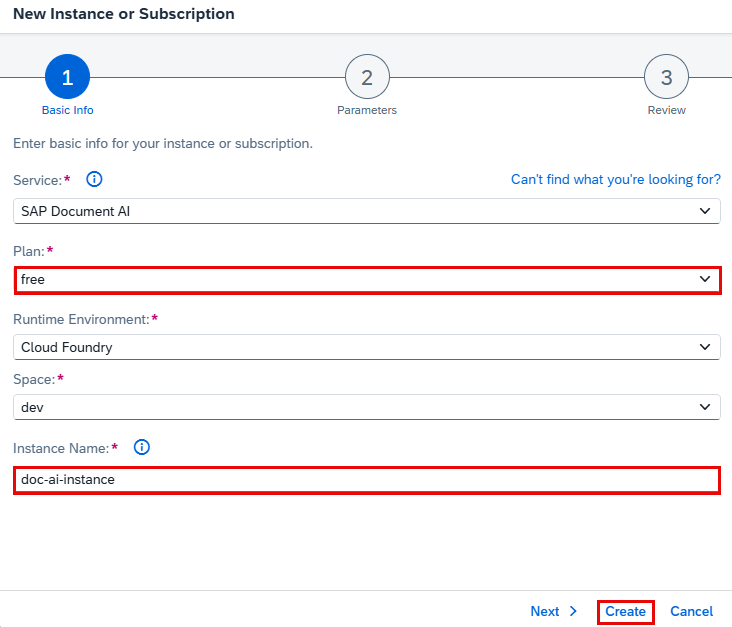 New Instance or Subscription
1 2 3
Basic Info Parameters Review
Enter basic info for your instance or subscription.
Service:* Can't find what you're looking for?
SAP Document AI
Plan:*
free
Runtime Environment:*
Cloud Foundry
Space:*
dev
Instance Name:*
doc-ai-instance
Next Create Cancel